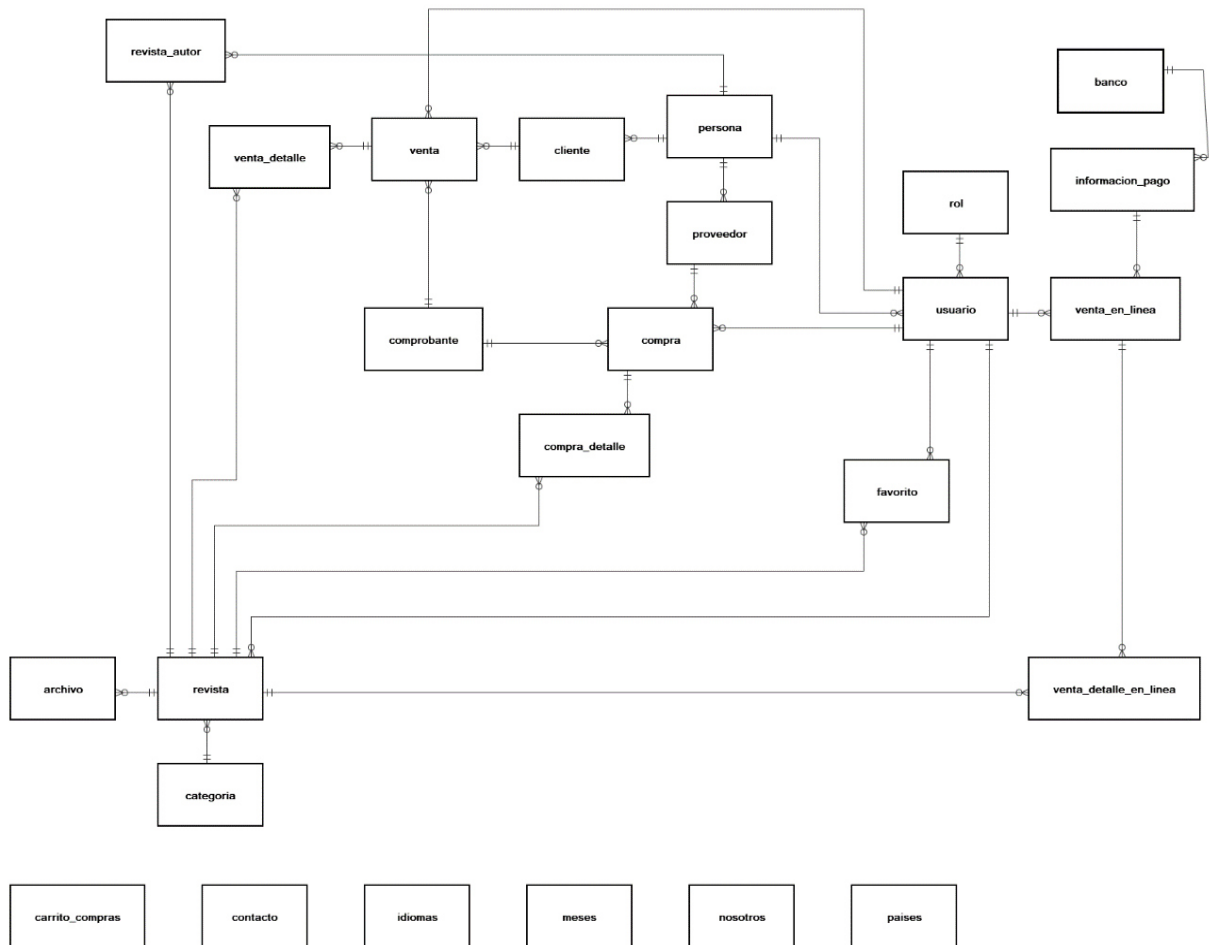 revista_autor
banco
persona
venta_detalle
venta
cliente
informacion_pago
rol
proveedor
comprobante
compra
usuario
venta_en_linea
compra_detalle
favorito
archivo
revista
venta_detalle_en_linea
categoria
carrito_compras
contacto
idiomas
meses
nosotros
paises